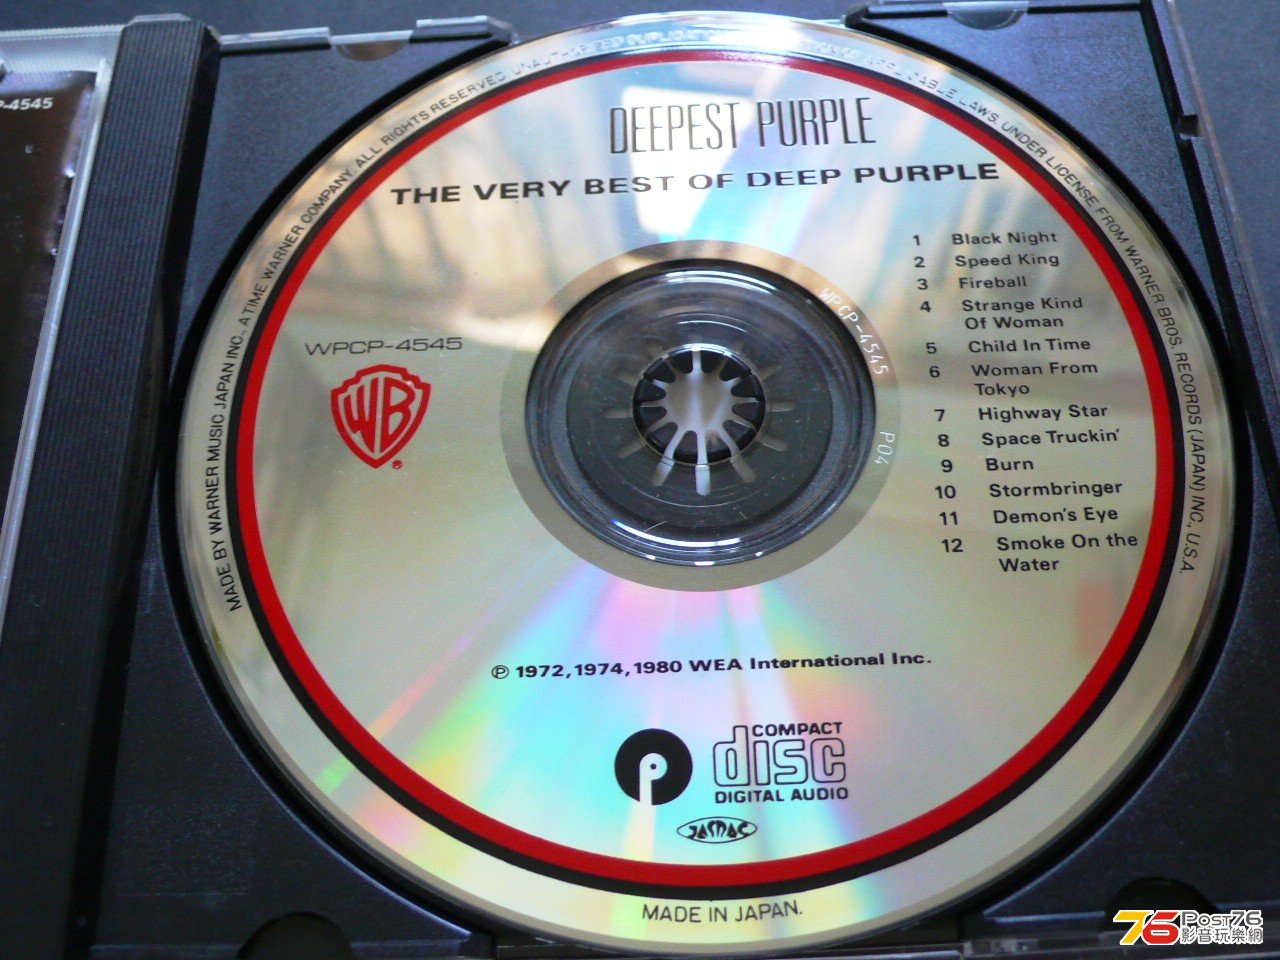 P-4545
DEEPEST PURPLE
THE VERY BEST OF DEEP PURPLE
1 Black Night
2 Speed King
3 Fireball
4 Strange Kind
Of Woman
5 Child In Time
6 Woman From
Tokyo
7 Highway Star
8 Space Truckin'
9 Burn
10 Stormbringer
11 Demon's Eye
12 Smoke On the
Water
WPCP-4545
WB
®
WPCP-4545 P04
℗ 1972, 1974, 1980 WEA International Inc.
P
COMPACT
disc
DIGITAL AUDIO
JASRAC
MADE BY WARNER MUSIC JAPAN INC., A TIME WARNER COMPANY. ALL RIGHTS RESERVED. UNAUTHORIZED DUPLICATION OF APPLICABLE LAWS. UNDER LICENSE FROM WARNER BROS. RECORDS (JAPAN) INC., U.S.A.
MADE IN JAPAN.
76 Post76
影音玩樂網